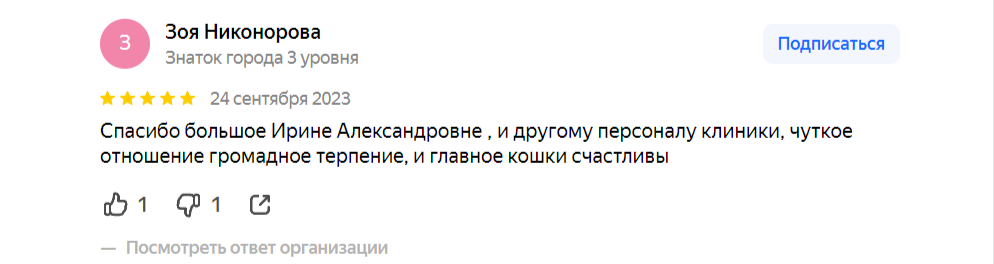 З
Зоя Никонорова
Знаток города 3 уровня
Подписаться
24 сентября 2023
Спасибо большое Ирине Александровне , и другому персоналу клиники, чуткое
отношение громадное терпение, и главное кошки счастливы
1 1
— Посмотреть ответ организации